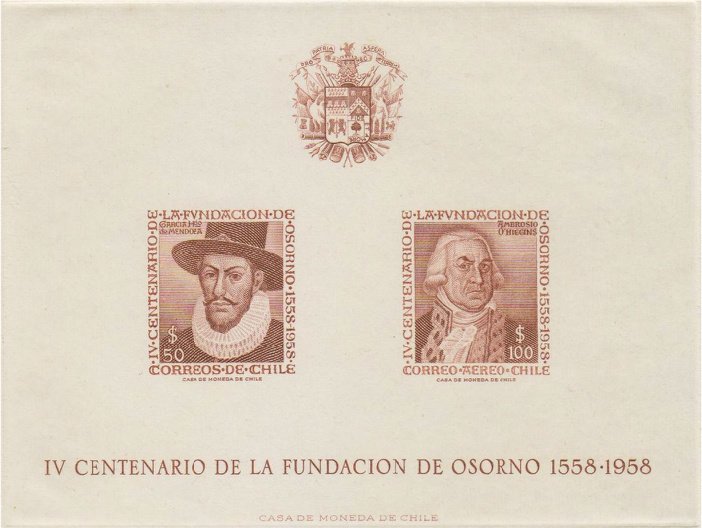 PRO PATRIA ASPERA
FIDE
IV·CENTENARIO·DE·LA·FVNDACION·DE·OSORNO·1558·1958·
GARCIA HDO
DE MENDOZA
$
50
CORREOS·DE·CHILE
CASA DE MONEDA DE CHILE
·IV·CENTENARIO·DE·LA·FVNDACION·DE·OSORNO·1558·1958·
AMBROSIO
O'HIGGINS
$
100
CORREO·AEREO·CHILE
CASA DE MONEDA DE CHILE
IV CENTENARIO DE LA FUNDACION DE OSORNO 1558·1958
CASA DE MONEDA DE CHILE